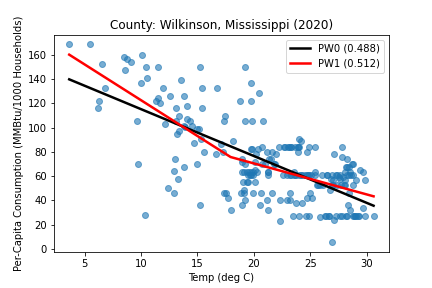 County: Wilkinson, Mississippi (2020)
Per-Capita Consumption (MMBtu/1000 Households)
160
140
120
100
80
60
40
20
0
PW0 (0.488)
PW1 (0.512)
5 10 15 20 25 30
Temp (deg C)